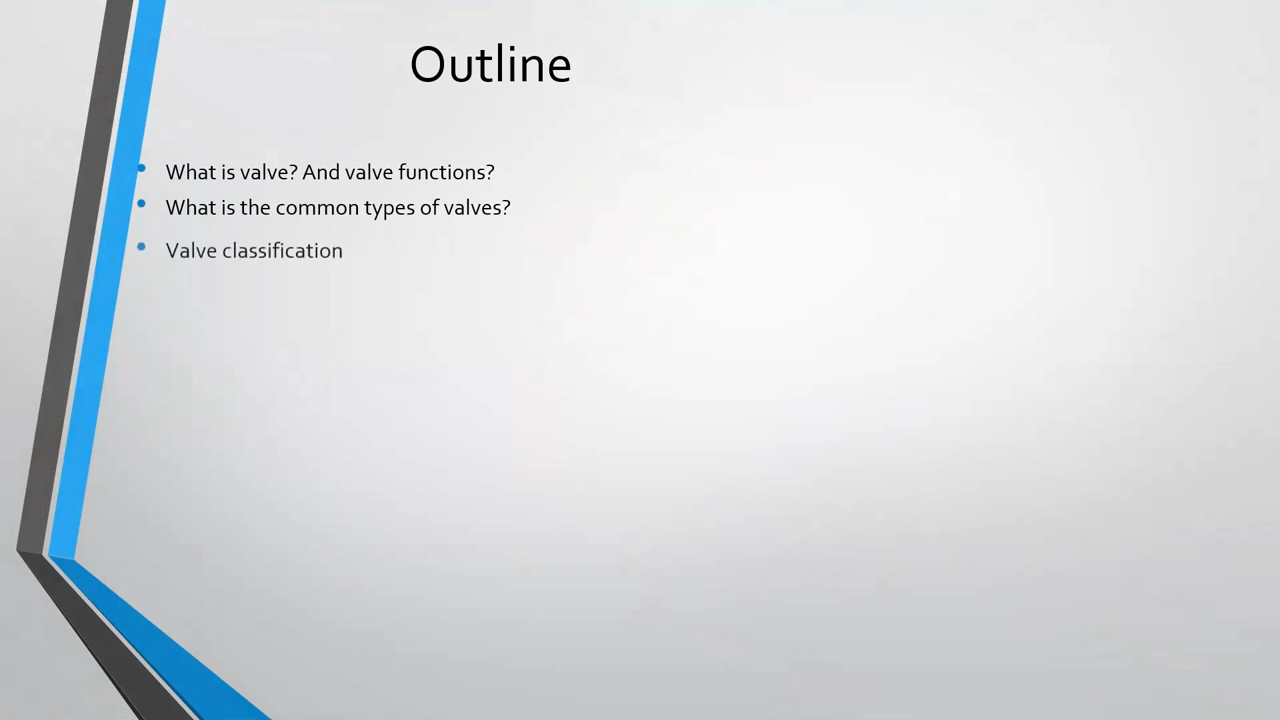 Outline
What is valve? And valve functions?
What is the common types of valves?
Valve classification